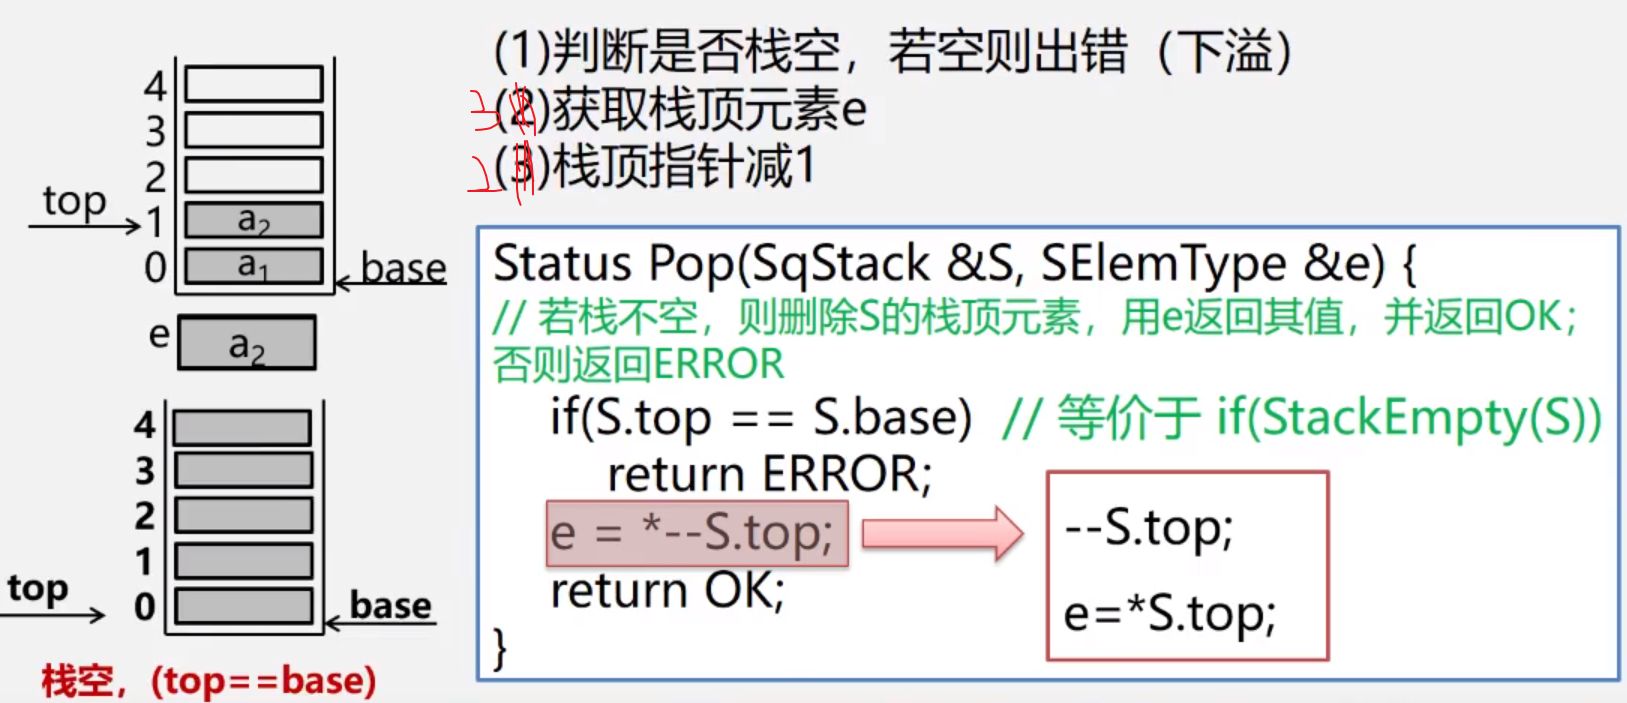 (1)判断是否栈空，若空则出错（下溢）
3(2)获取栈顶元素e
2(3)栈顶指针减1
4
3
2
top
1
a2
0
a1
base
e
a2
4
3
2
1
top
0
base
栈空，(top==base)
Status Pop(SqStack &S, SElemType &e) {
// 若栈不空，则删除S的栈顶元素，用e返回其值，并返回OK；
否则返回ERROR
if(S.top == S.base) // 等价于 if(StackEmpty(S))
return ERROR;
e = *--S.top;
return OK;
}
--S.top;
e=*S.top;